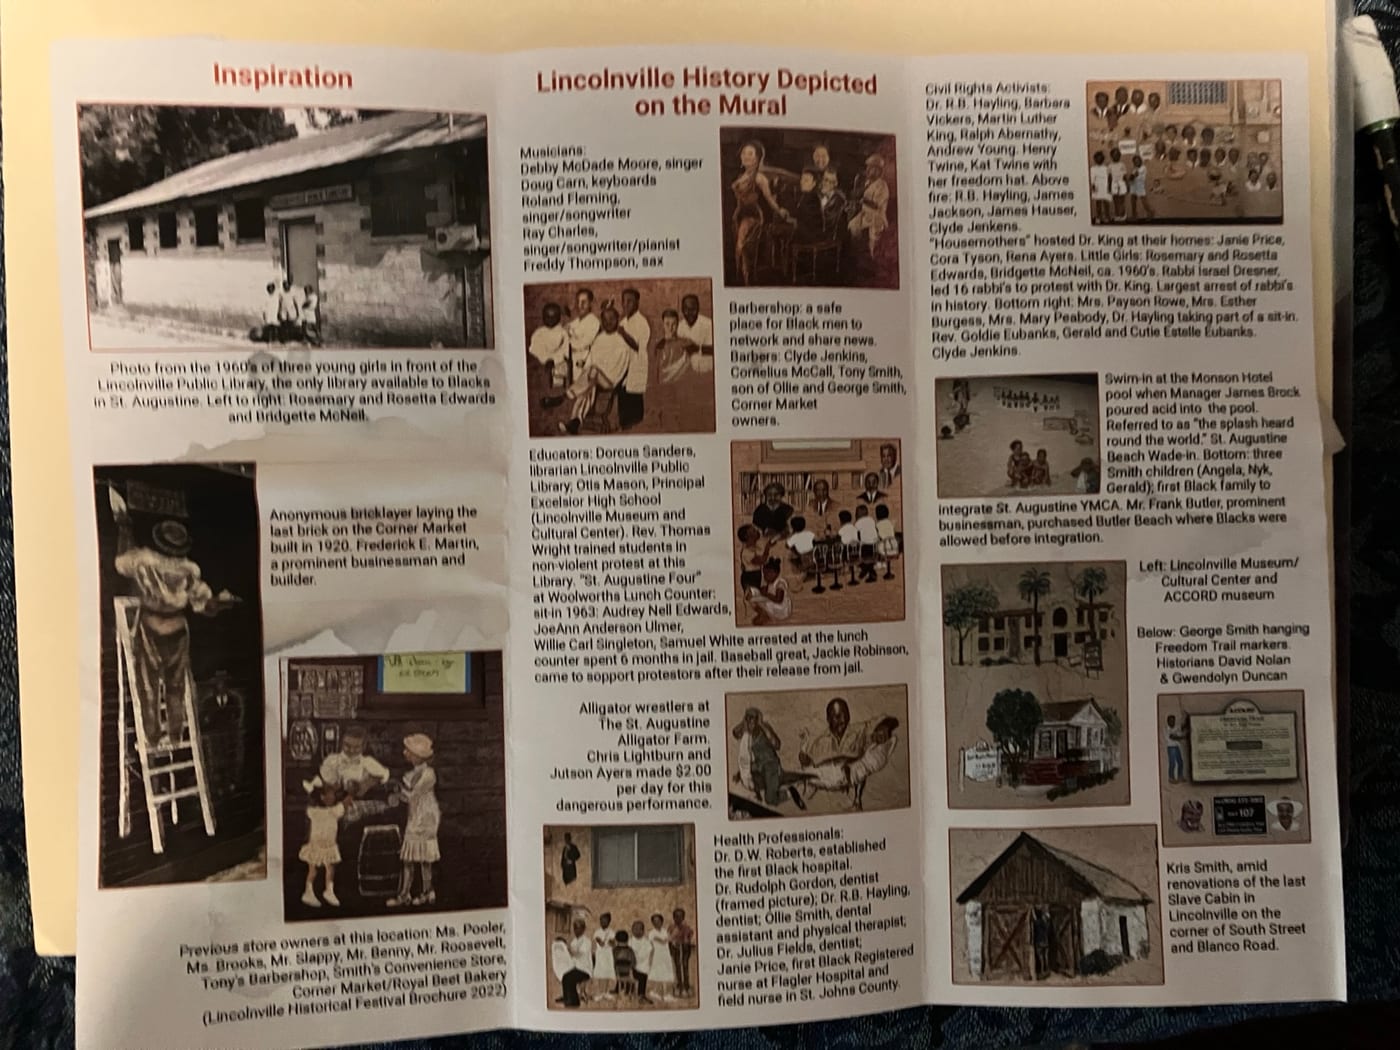 Inspiration
Photo from the 1960's of three young girls in front of the
Lincolnville Public Library, the only library available to Blacks
in St. Augustine. Left to right: Rosemary and Rosetta Edwards
and Bridgette McNeil.
Anonymous bricklayer laying the
last brick on the Corner Market
built in 1920. Frederick E. Martin,
a prominent businessman and
builder.
Previous store owners at this location: Ms. Pooler,
Ms. Brooks, Mr. Slappy, Mr. Benny, Mr. Roosevelt,
Tony's Barbershop, Smith's Convenience Store,
Corner Market/Royal Beet Bakery
(Lincolnville Historical Festival Brochure 2022)
Lincolnville History Depicted
on the Mural
Musicians:
Debby McDade Moore, singer
Doug Carn, keyboards
Roland Fleming,
singer/songwriter
Ray Charles,
singer/songwriter/pianist
Freddy Thompson, sax
Barbershop: a safe
place for Black men to
network and share news.
Barbers: Clyde Jenkins,
Cornelius McCall, Tony Smith,
son of Ollie and George Smith,
Corner Market
owners.
Educators: Dorcus Sanders,
librarian Lincolnville Public
Library, Otis Mason, Principal
Excelsior High School
(Lincolnville Museum and
Cultural Center). Rev. Thomas
Wright trained students in
non-violent protest at this
Library. "St. Augustine Four"
at Woolworths Lunch Counter:
sit-in 1963: Audrey Nell Edwards,
JoeAnn Anderson Ulmer,
Willie Carl Singleton, Samuel White arrested at the lunch
counter spent 6 months in jail. Baseball great, Jackie Robinson,
came to support protestors after their release from jail.
Alligator wrestlers at
The St. Augustine
Alligator Farm.
Chris Lightburn and
Jutson Ayers made $2.00
per day for this
dangerous performance.
Health Professionals:
Dr. D.W. Roberts, established
the first Black hospital.
Dr. Rudolph Gordon, dentist
(framed picture); Dr. R.B. Hayling,
dentist; Ollie Smith, dental
assistant and physical therapist;
Dr. Julius Fields, dentist;
Janie Price, first Black Registered
nurse at Flagler Hospital and
field nurse in St. Johns County.
Civil Rights Activists:
Dr. R.B. Hayling, Barbara
Vickers, Martin Luther
King, Ralph Abernathy,
Andrew Young. Henry
Twine, Kat Twine with
her freedom hat. Above
fire: R.B. Hayling, James
Jackson, James Hauser,
Clyde Jenkens.
"Housemothers" hosted Dr. King at their homes: Janie Price,
Cora Tyson, Rena Ayers. Little Girls: Rosemary and Rosetta
Edwards, Bridgette McNeil, ca. 1960's. Rabbi Israel Dresner,
led 16 rabbi's to protest with Dr. King. Largest arrest of rabbi's
in history. Bottom right: Mrs. Payson Rowe, Mrs. Esther
Burgess, Mrs. Mary Peabody, Dr. Hayling taking part of a sit-in.
Rev. Goldie Eubanks, Gerald and Cutie Estelle Eubanks.
Clyde Jenkins.
Swim-in at the Monson Hotel
pool when Manager James Brock
poured acid into the pool.
Referred to as "the splash heard
round the world." St. Augustine
Beach Wade-in. Bottom: three
Smith children (Angela, Nyk,
Gerald); first Black family to
integrate St. Augustine YMCA. Mr. Frank Butler, prominent
businessman, purchased Butler Beach where Blacks were
allowed before integration.
Left: Lincolnville Museum/
Cultural Center and
ACCORD museum
Below: George Smith hanging
Freedom Trail markers.
Historians David Nolan
& Gwendolyn Duncan
107
Kris Smith, amid
renovations of the last
Slave Cabin in
Lincolnville on the
corner of South Street
and Blanco Road.